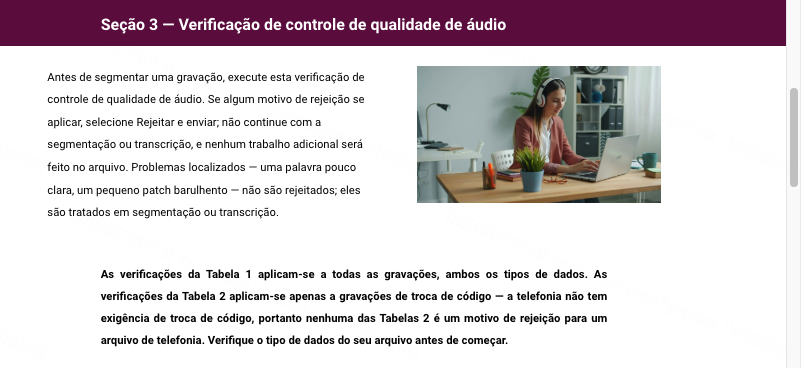 Seção 3 — Verificação de controle de qualidade de áudio
Antes de segmentar uma gravação, execute esta verificação de
controle de qualidade de áudio. Se algum motivo de rejeição se
aplicar, selecione Rejeitar e enviar; não continue com a
segmentação ou transcrição, e nenhum trabalho adicional será
feito no arquivo. Problemas localizados — uma palavra pouco
clara, um pequeno patch barulhento — não são rejeitados; eles
são tratados em segmentação ou transcrição.
As verificações da Tabela 1 aplicam-se a todas as gravações, ambos os tipos de dados. As
verificações da Tabela 2 aplicam-se apenas a gravações de troca de código — a telefonia não tem
exigência de troca de código, portanto nenhuma das Tabelas 2 é um motivo de rejeição para um
arquivo de telefonia. Verifique o tipo de dados do seu arquivo antes de começar.